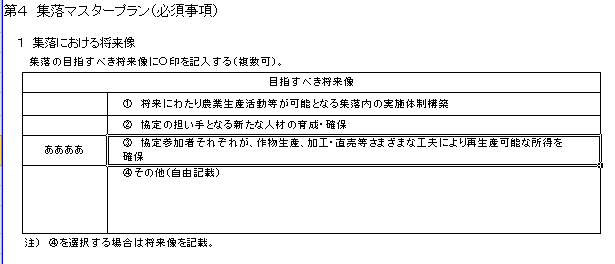 第４ 集落マスタープラン(必須事項)
１ 集落における将来像
集落の目指すべき将来像に○印を記入する(複数可)。
目指すべき将来像
① 将来にわたり農業生産活動等が可能となる集落内の実施体制構築
② 協定の担い手となる新たな人材の育成・確保
ああああ
③ 協定参加者それぞれが、作物生産、加工・直売等さまざまな工夫により再生産可能な所得を
確保
④その他(自由記載)
注) ④を選択する場合は将来像を記載。